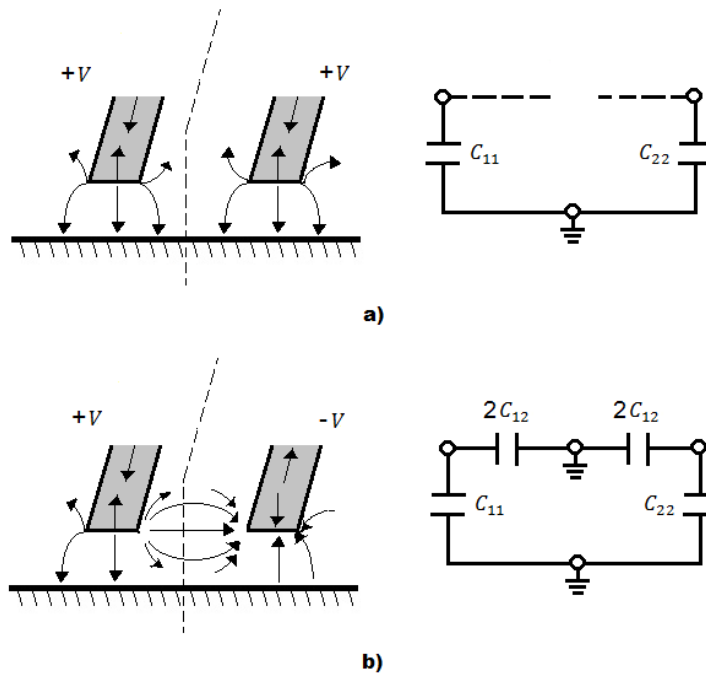 +V +V
C₁₁ C₂₂
a)
2C₁₂ 2C₁₂
+V -V
C₁₁ C₂₂
b)